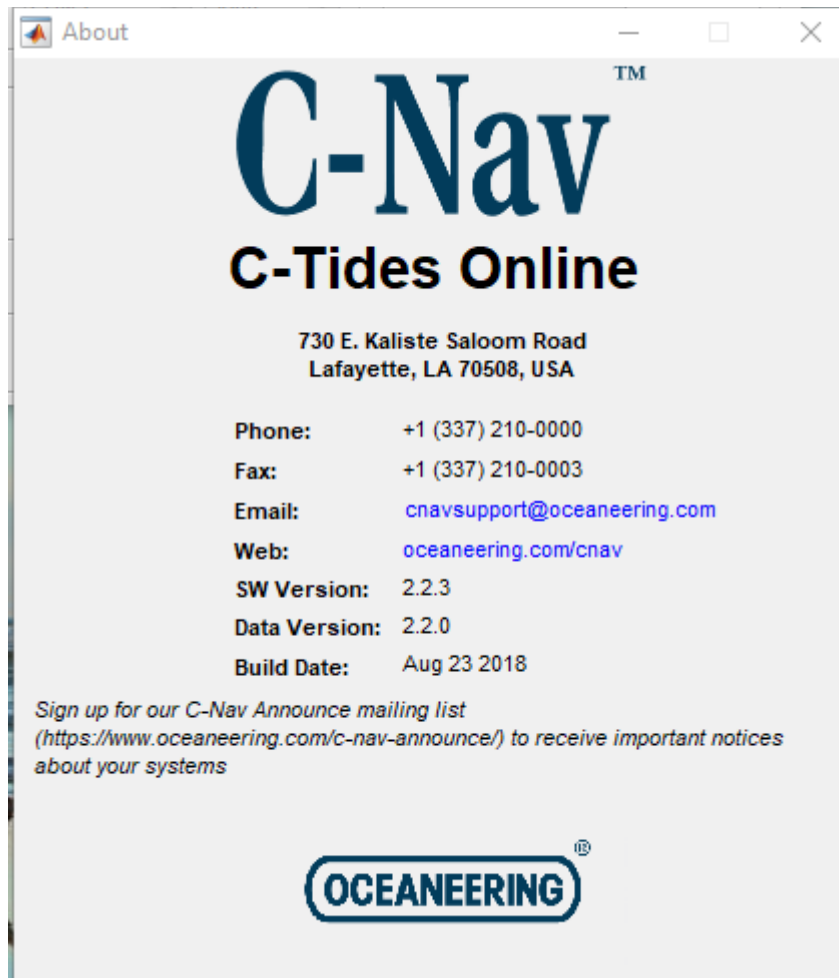 About
C-Nav™
C-Tides Online
730 E. Kaliste Saloom Road
Lafayette, LA 70508, USA
Phone: +1 (337) 210-0000
Fax: +1 (337) 210-0003
Email: cnavsupport@oceaneering.com
Web: oceaneering.com/cnav
SW Version: 2.2.3
Data Version: 2.2.0
Build Date: Aug 23 2018
Sign up for our C-Nav Announce mailing list
(https://www.oceaneering.com/c-nav-announce/) to receive important notices
about your systems
OCEANEERING®